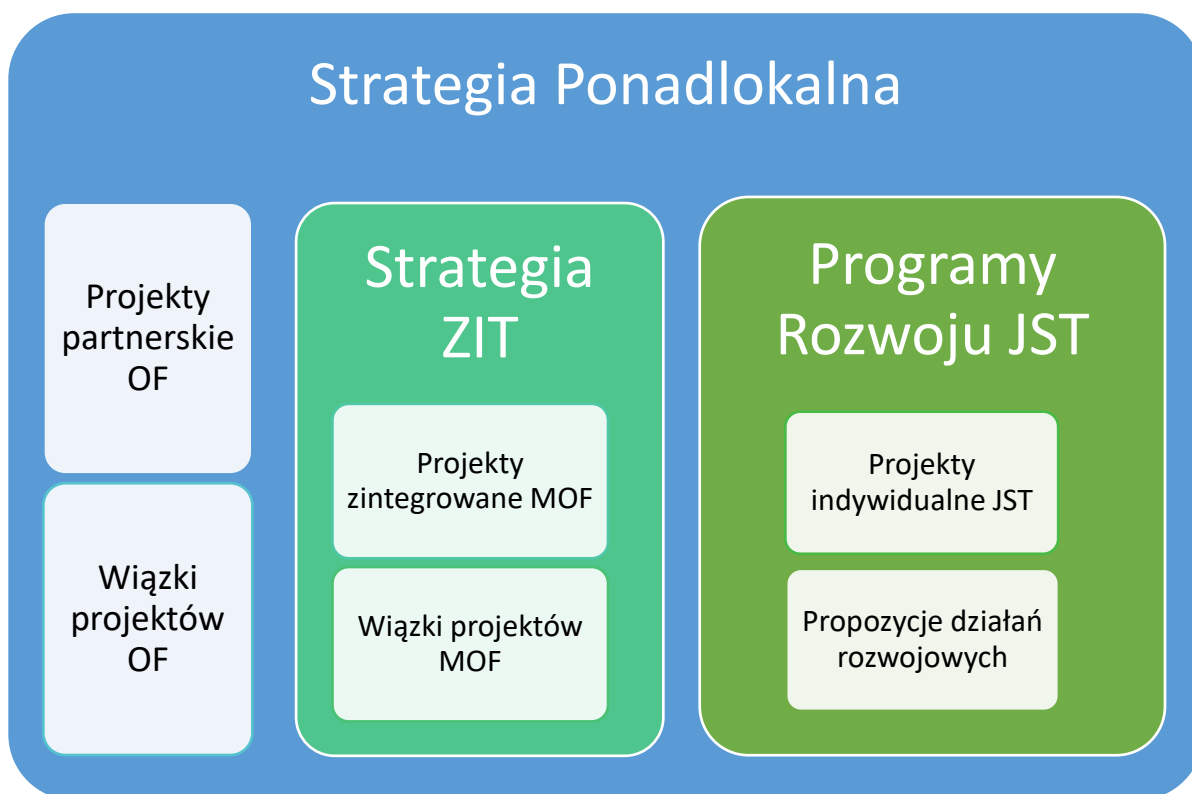 Strategia Ponadlokalna
Projekty
partnerskie
OF
Wiązki
projektów
OF
Strategia
ZIT
Projekty
zintegrowane MOF
Wiązki projektów
MOF
Programy
Rozwoju JST
Projekty
indywidualne JST
Propozycje działań
rozwojowych